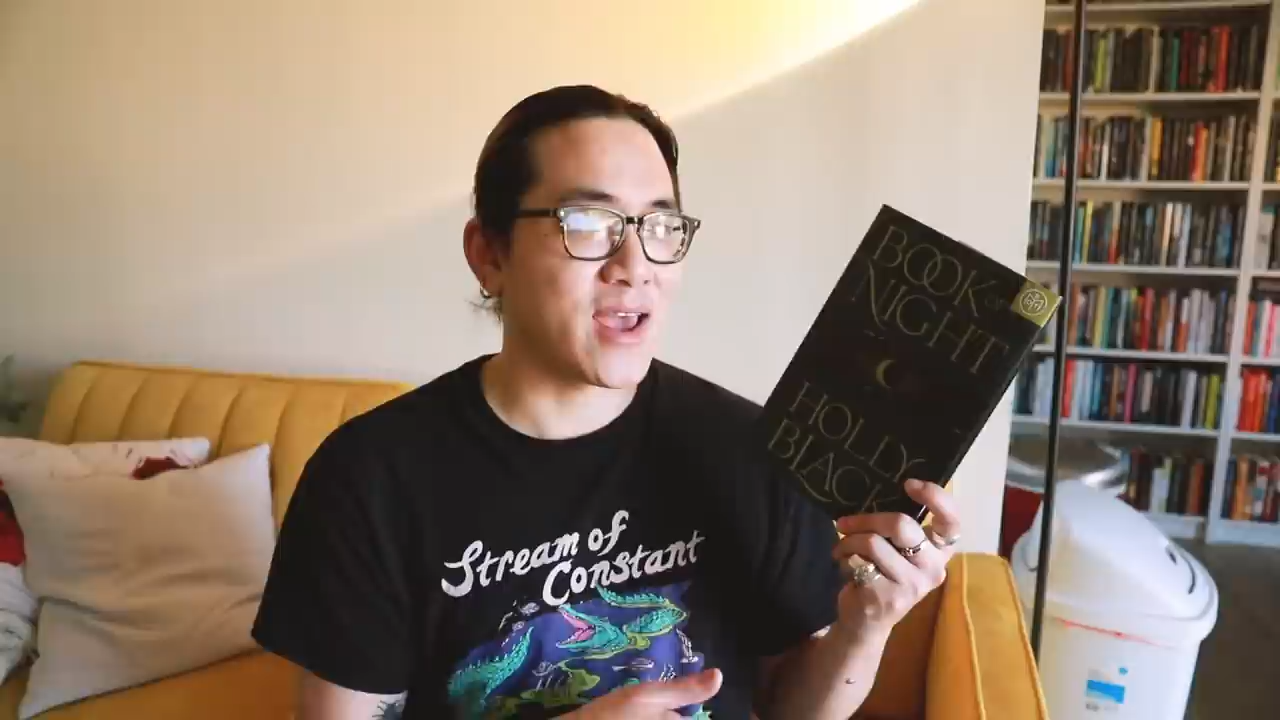 BOOK OF
NIGHT
HOLLY
BLACK
Stream of
Constant